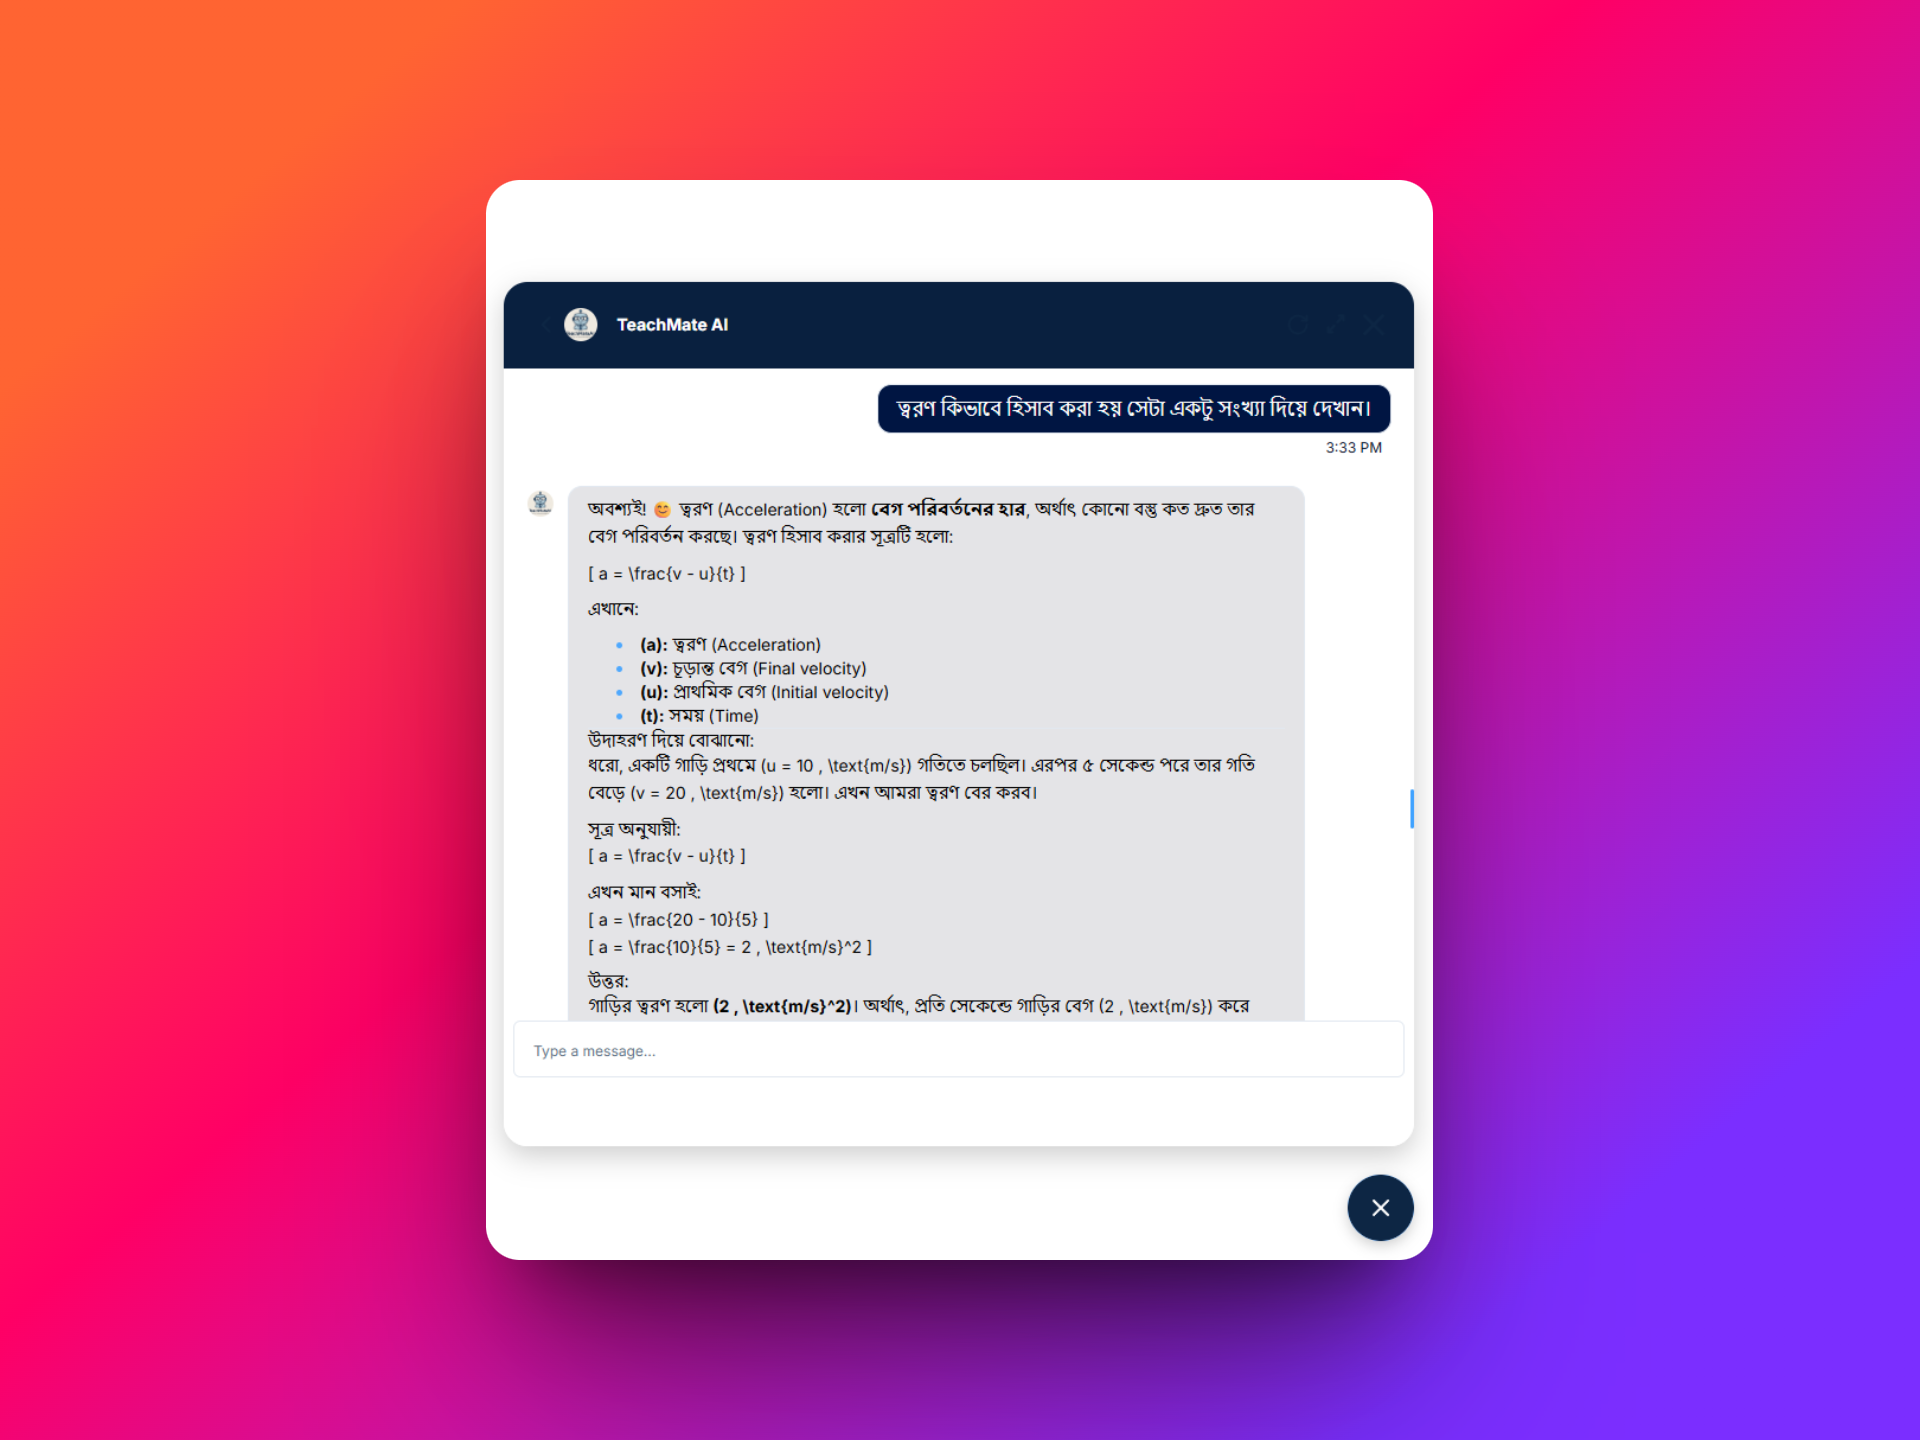 TeachMate AI
ত্বরণ কিভাবে হিসাব করা হয় সেটা একটু সংখ্যা দিয়ে দেখান।
3:33 PM
অবশ্যই! 😊 ত্বরণ (Acceleration) হলো বেগ পরিবর্তনের হার, অর্থাৎ কোনো বস্তু কত দ্রুত তার
বেগ পরিবর্তন করছে। ত্বরণ হিসাব করার সূত্রটি হলো:
[ a = \frac{v - u}{t} ]
এখানে:
• (a): ত্বরণ (Acceleration)
• (v): চূড়ান্ত বেগ (Final velocity)
• (u): প্রাথমিক বেগ (Initial velocity)
• (t): সময় (Time)
উদাহরণ দিয়ে বোঝানো:
ধরো, একটি গাড়ি প্রথমে (u = 10 , \text{m/s}) গতিতে চলছিল। এরপর ৫ সেকেন্ড পরে তার গতি
বেড়ে (v = 20 , \text{m/s}) হলো। এখন আমরা ত্বরণ বের করব।
সূত্র অনুযায়ী:
[ a = \frac{v - u}{t} ]
এখন মান বসাই:
[ a = \frac{20 - 10}{5} ]
[ a = \frac{10}{5} = 2 , \text{m/s}^2 ]
উত্তর:
গাড়ির ত্বরণ হলো (2 , \text{m/s}^2)। অর্থাৎ, প্রতি সেকেন্ডে গাড়ির বেগ (2 , \text{m/s}) করে
Type a message...